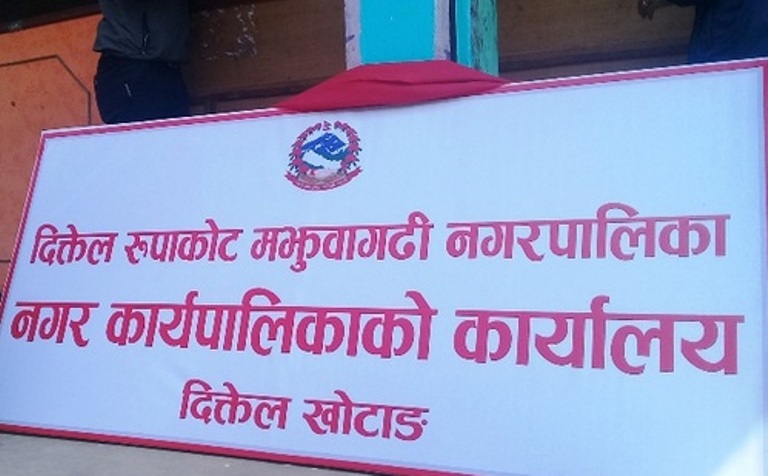 दिक्तेल रुपाकोट मझुवागढी नगरपालिका
नगर कार्यपालिकाको कार्यालय
दिक्तेल खोटाङ